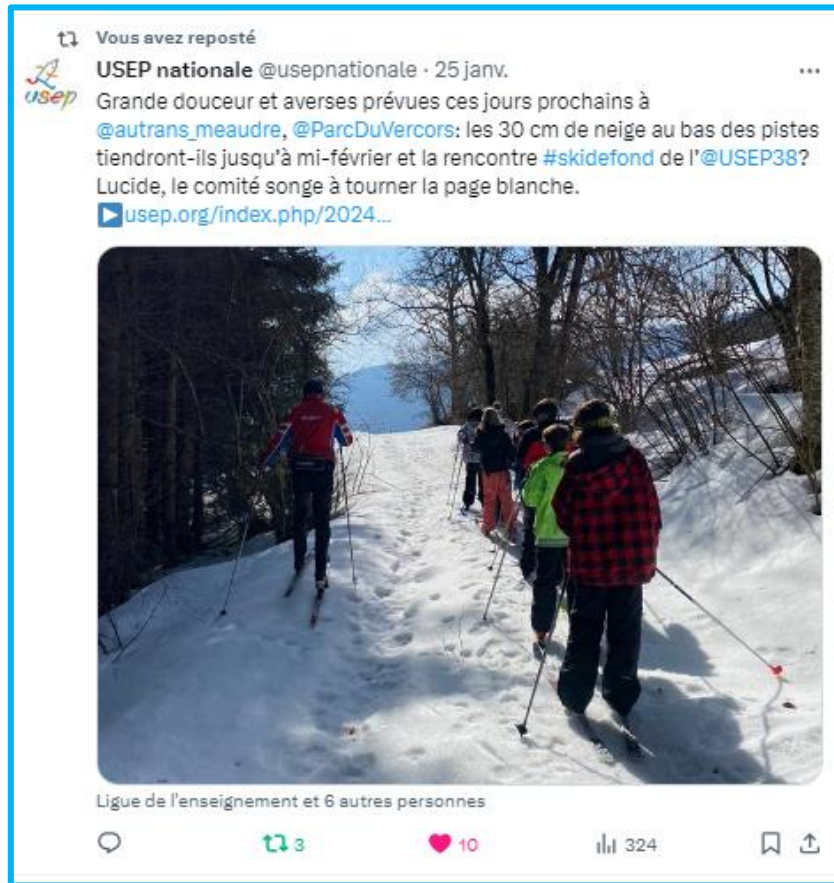 Vous avez reposté
usep
USEP nationale @usepnationale · 25 janv.
Grande douceur et averses prévues ces jours prochains à
@autrans_meaudre, @ParcDuVercors: les 30 cm de neige au bas des pistes
tiendront-ils jusqu'à mi-février et la rencontre #skidefond de l'@USEP38?
Lucide, le comité songe à tourner la page blanche.
usep.org/index.php/2024...
Ligue de l'enseignement et 6 autres personnes
3 10 324